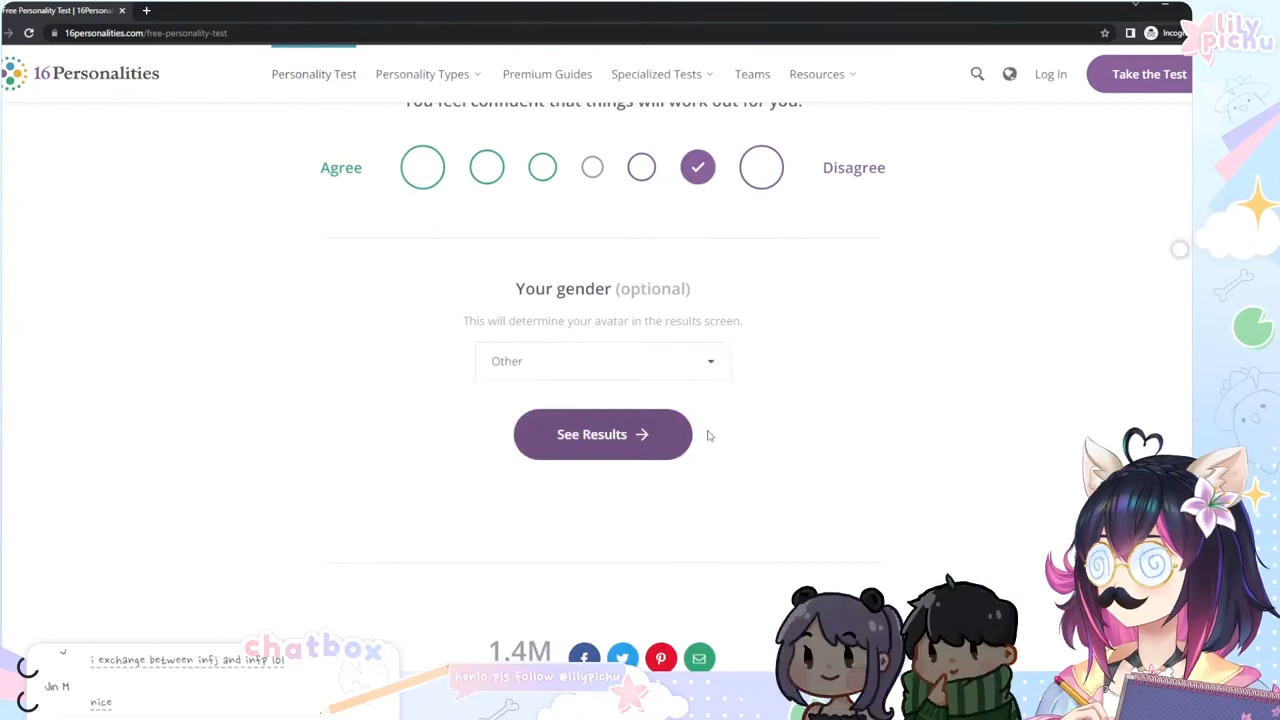 Free Personality Test | 16Persona
16personalities.com/free-personality-test
Incogn
lily
pichu
16Personalities
Personality Test
Personality Types
Premium Guides
Specialized Tests
Teams
Resources
Log In
Take the Test
You feel confident that things will work out for you.
Agree
Disagree
Your gender (optional)
This will determine your avatar in the results screen.
Other
See Results
1.4M
chatbox
i exchange between infj and infp lol
Jin M
nice
henlo pls follow @lilypichu